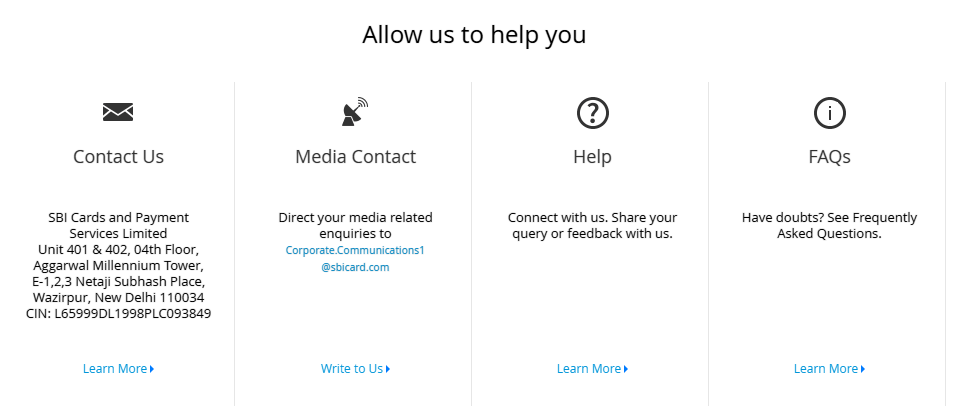 Allow us to help you
Contact Us
SBI Cards and Payment
Services Limited
Unit 401 & 402, 04th Floor,
Aggarwal Millennium Tower,
E-1,2,3 Netaji Subhash Place,
Wazirpur, New Delhi 110034
CIN: L65999DL1998PLC093849
Learn More
Media Contact
Direct your media related
enquiries to
Corporate.Communications1
@sbicard.com
Write to Us
Help
Connect with us. Share your
query or feedback with us.
Learn More
FAQs
Have doubts? See Frequently
Asked Questions.
Learn More